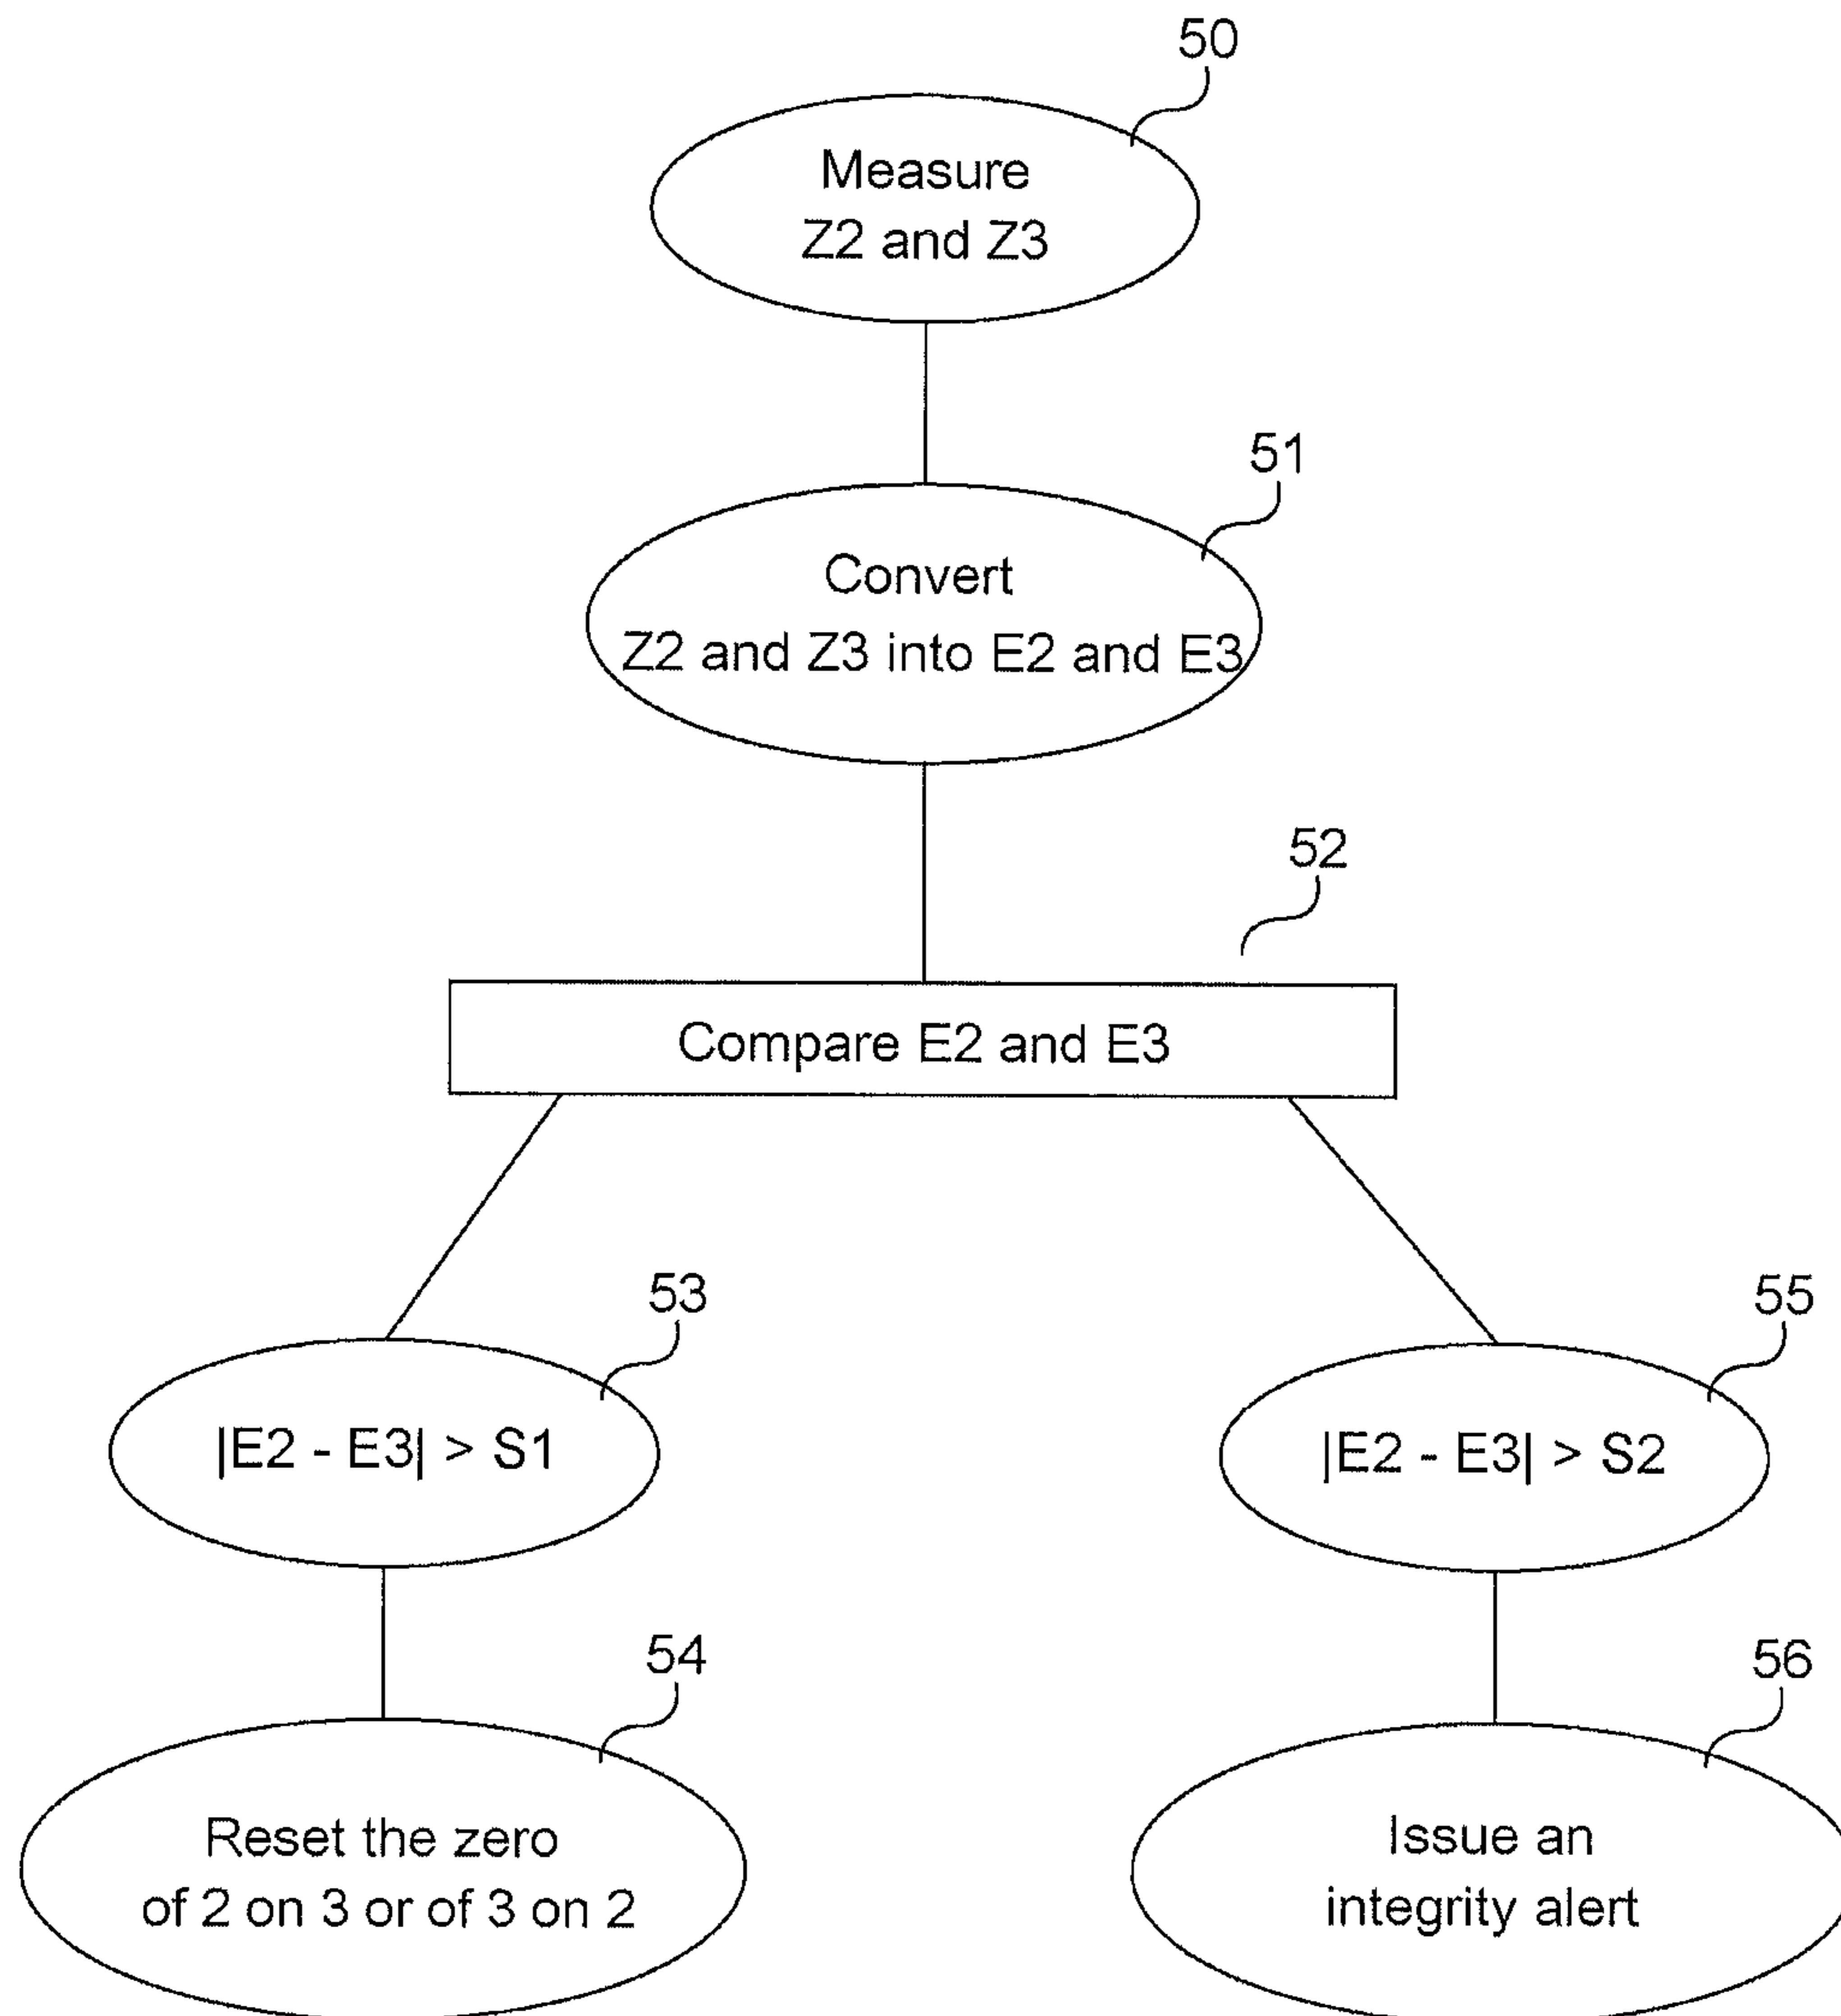 50
Measure
Z2 and Z3
51
Convert
Z2 and Z3 into E2 and E3
52
Compare E2 and E3
53
|E2 - E3| > S1
55
|E2 - E3| > S2
54
Reset the zero
of 2 on 3 or of 3 on 2
56
Issue an
integrity alert